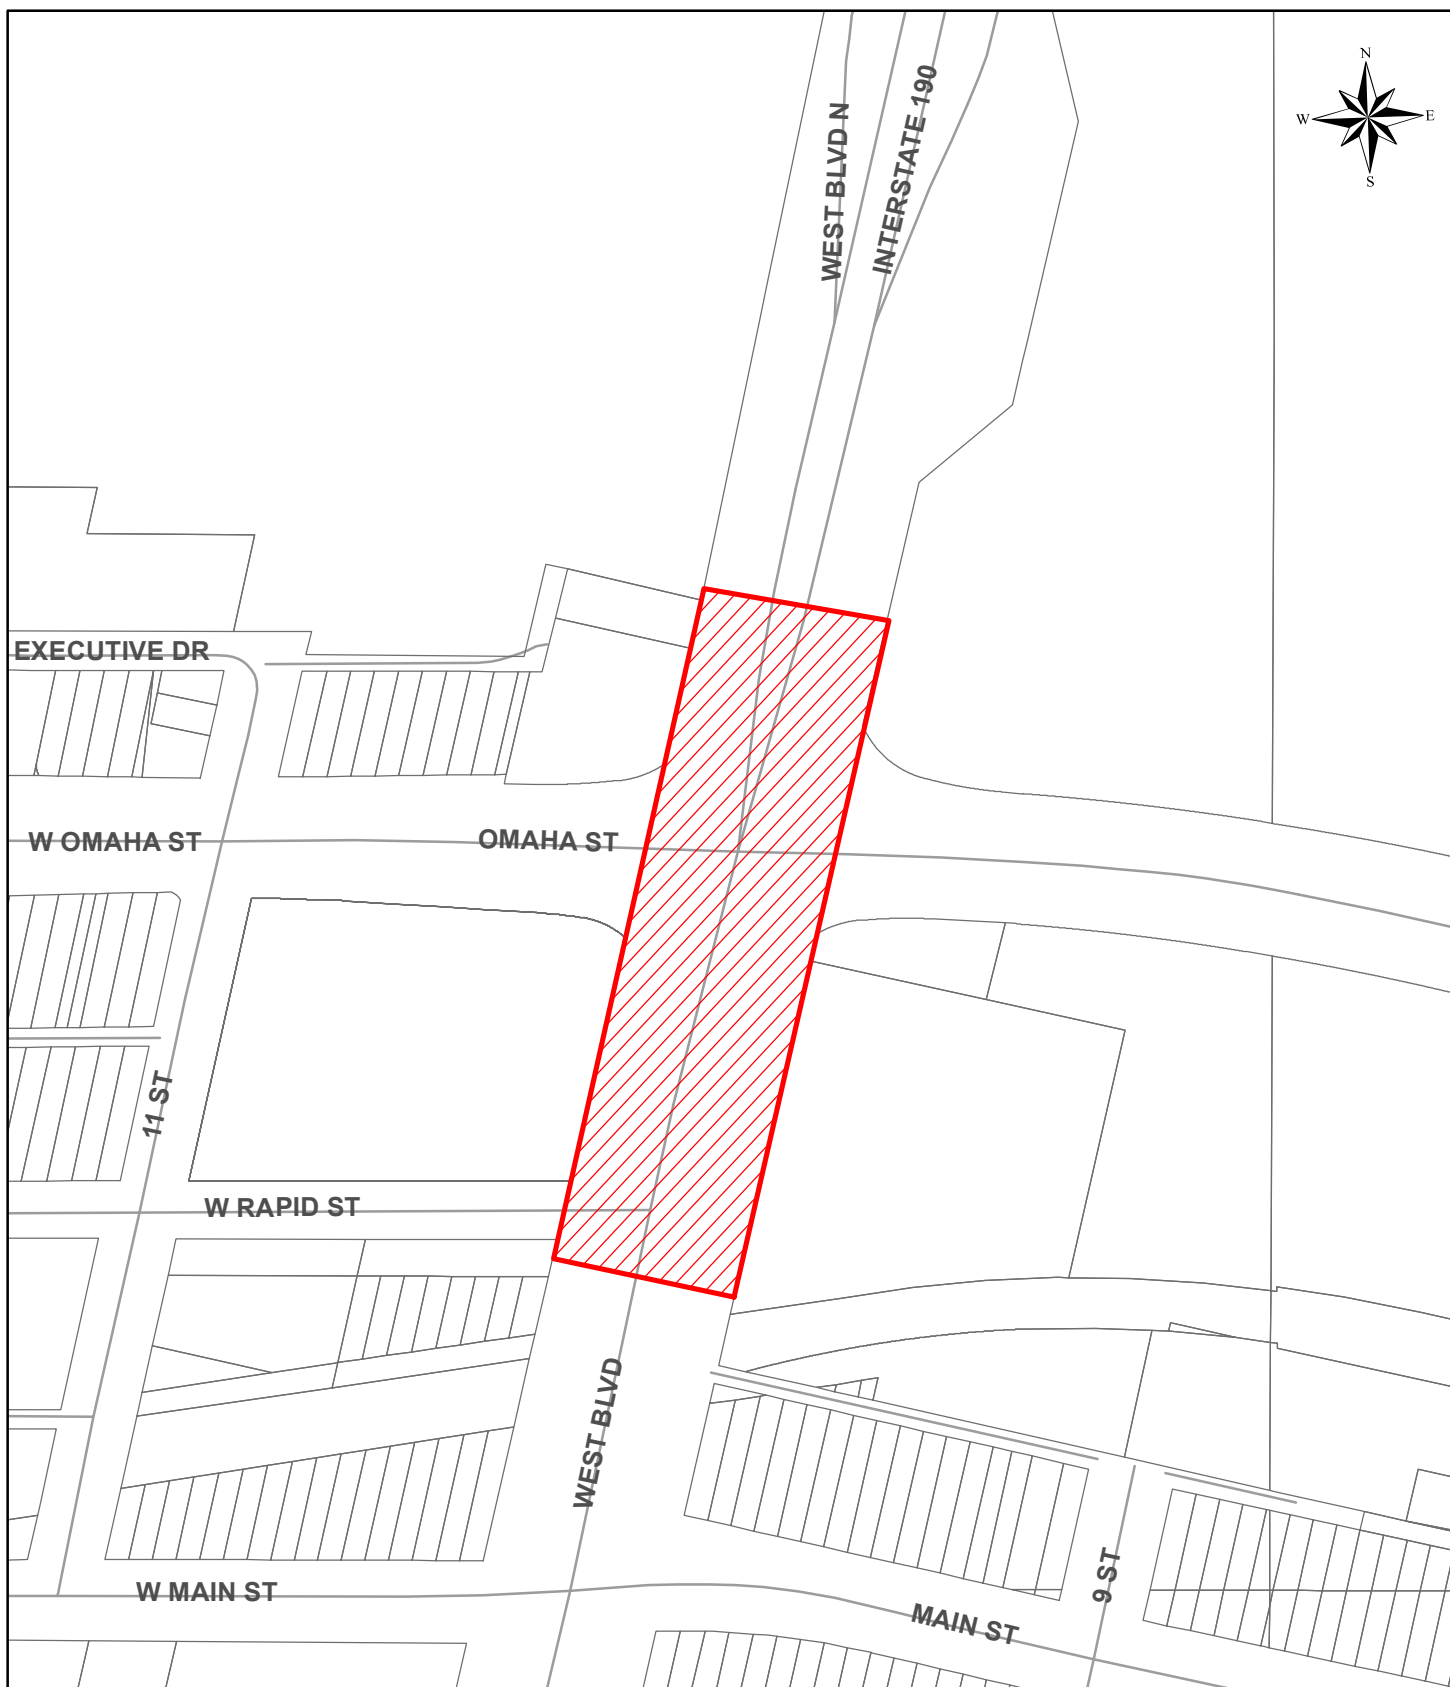 N
W E
S
WEST BLVD N
INTERSTATE 190
EXECUTIVE DR
W OMAHA ST
OMAHA ST
11 ST
W RAPID ST
WEST BLVD
9 ST
W MAIN ST
MAIN ST